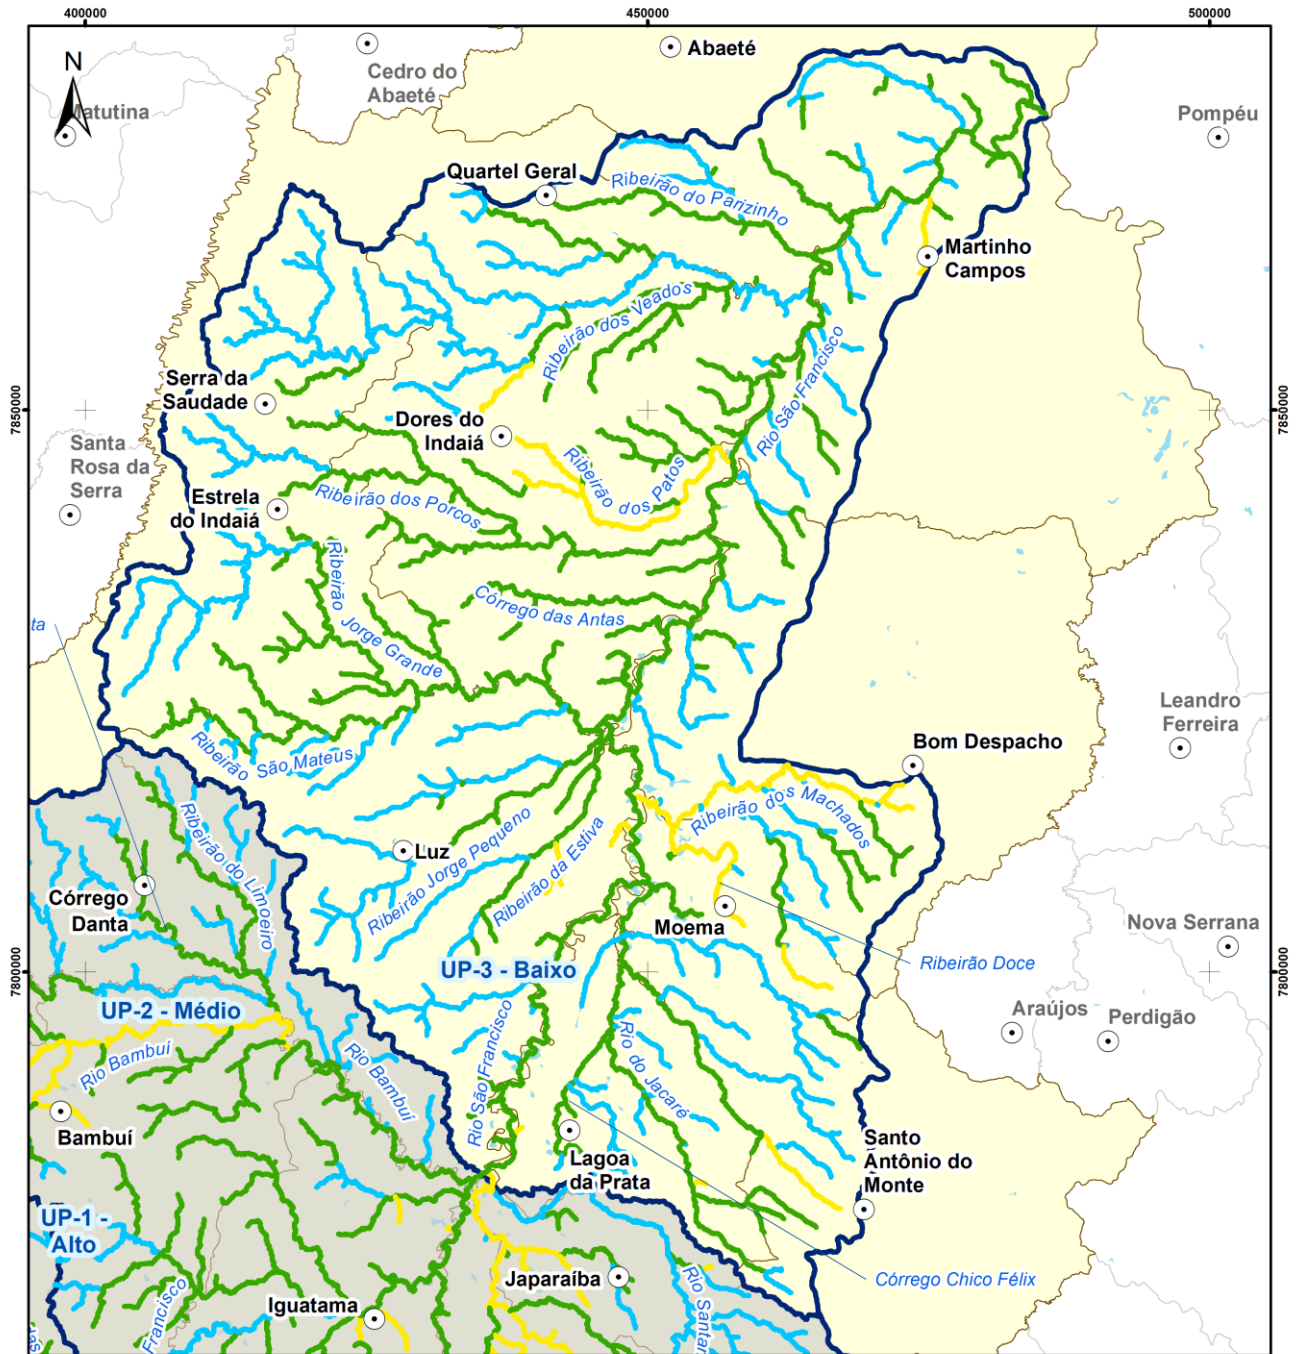 400000
450000
500000
N
Abaeté
Cedro do
Abaeté
Matutina
Pompéu
Quartel Geral
Ribeirão do Parizinho
Martinho
Campos
Ribeirão dos Veados
Rio São Francisco
Serra da
Saudade
7850000
7850000
Dores do
Indaiá
Santa
Rosa da
Serra
Ribeirão dos Patos
Estrela
do Indaiá
Ribeirão dos Porcos
Ribeirão Jorge Grande
Córrego das Antas
ta
Leandro
Ferreira
Ribeirão São Mateus
Bom Despacho
Ribeirão dos Machados
Ribeirão do Limoeiro
Luz
Ribeirão Jorge Pequeno
Ribeirão da Estiva
Córrego
Danta
Moema
Nova Serrana
Ribeirão Doce
7800000
7800000
UP-3 - Baixo
UP-2 - Médio
Araújos
Perdigão
Rio Bambuí
Rio Bambuí
Rio São Francisco
Rio do Jacaré
Bambuí
Lagoa
da Prata
Santo
Antônio do
Monte
UP-1 -
Alto
Japaraíba
Córrego Chico Félix
Iguatama
Francisco
Rio Santan
das